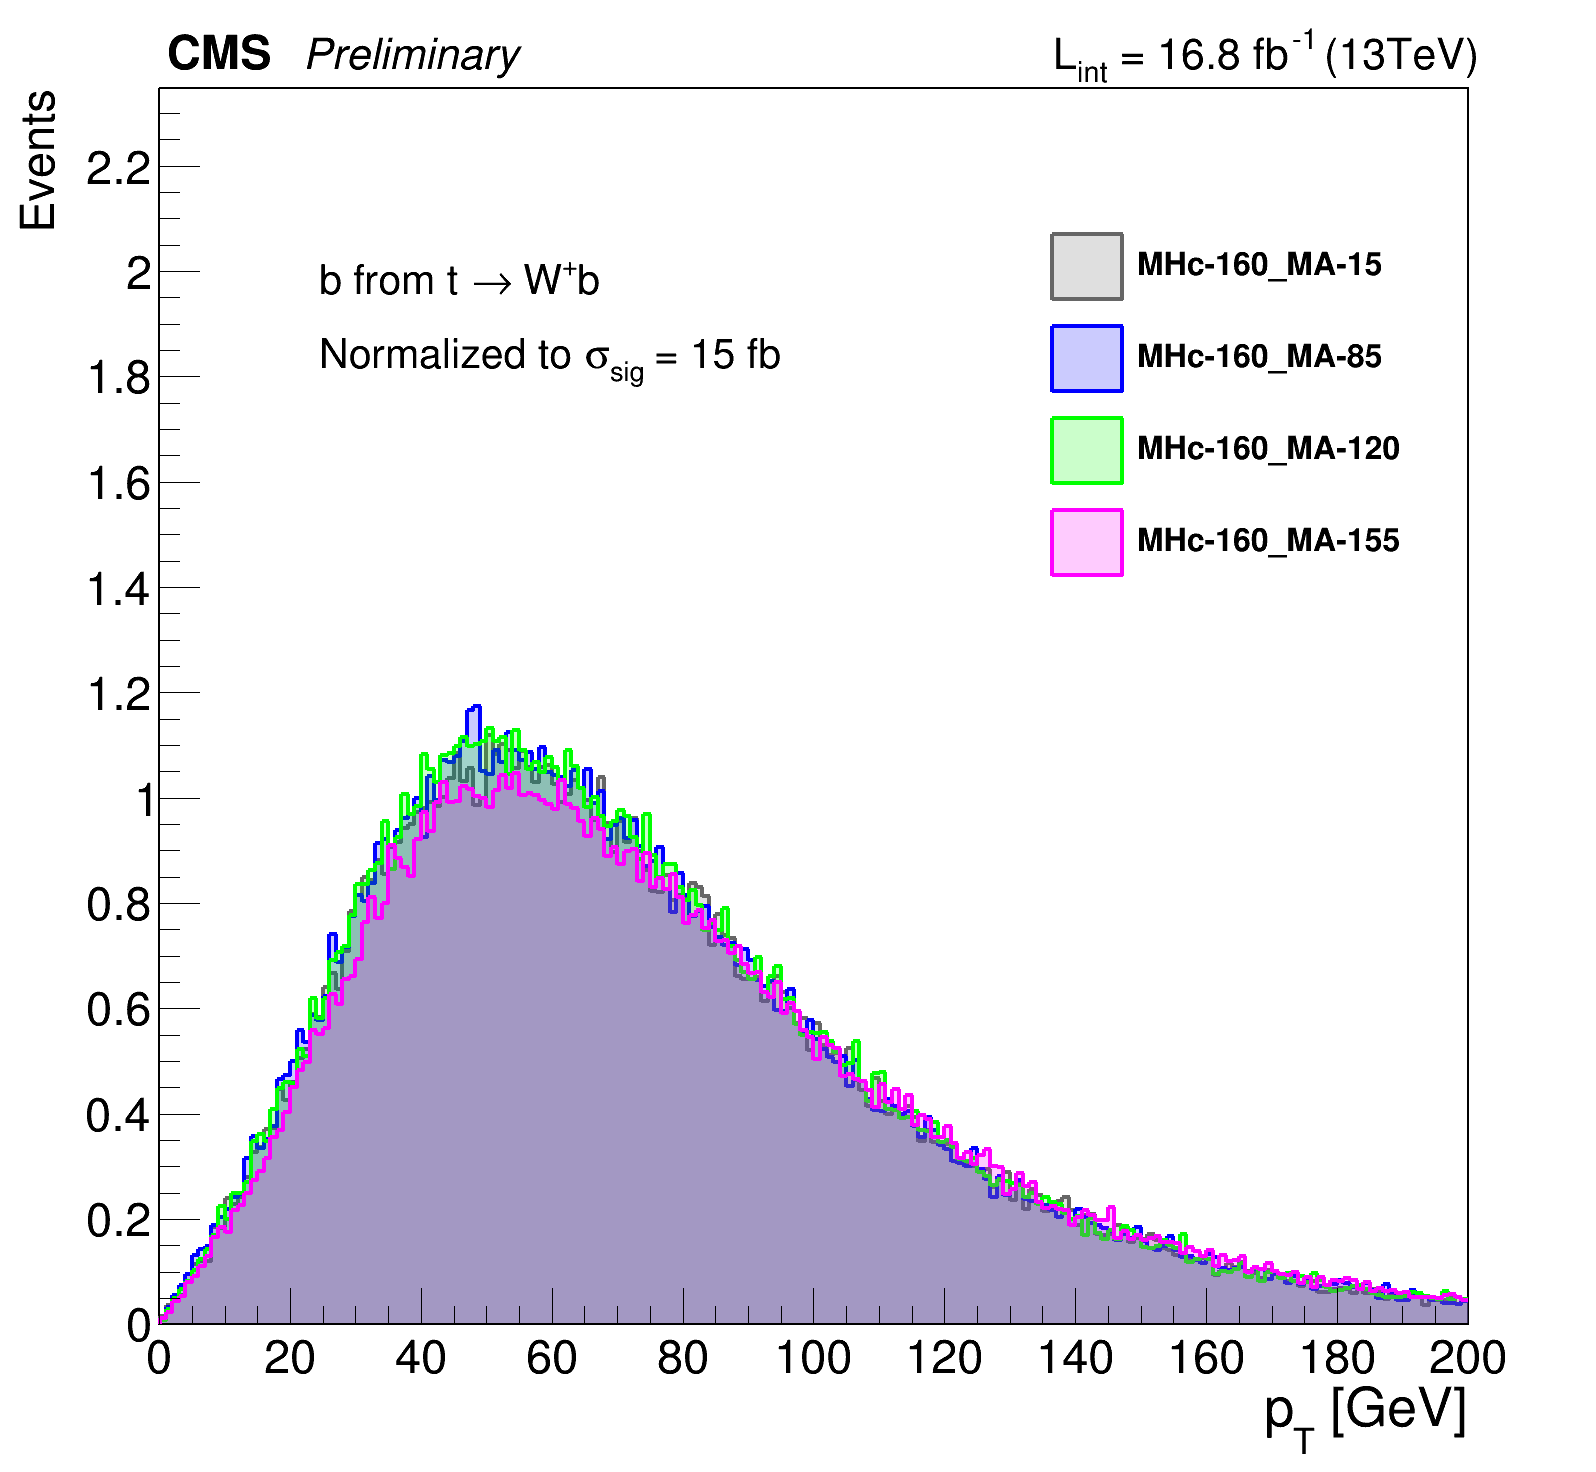 CMS Preliminary
L_int = 16.8 fb^-1 (13TeV)
Events
2.2
2
1.8
1.6
1.4
1.2
1
0.8
0.6
0.4
0.2
0
b from t → W⁺b
Normalized to σ_sig = 15 fb
MHc-160_MA-15
MHc-160_MA-85
MHc-160_MA-120
MHc-160_MA-155
0 20 40 60 80 100 120 140 160 180 200
p_T [GeV]